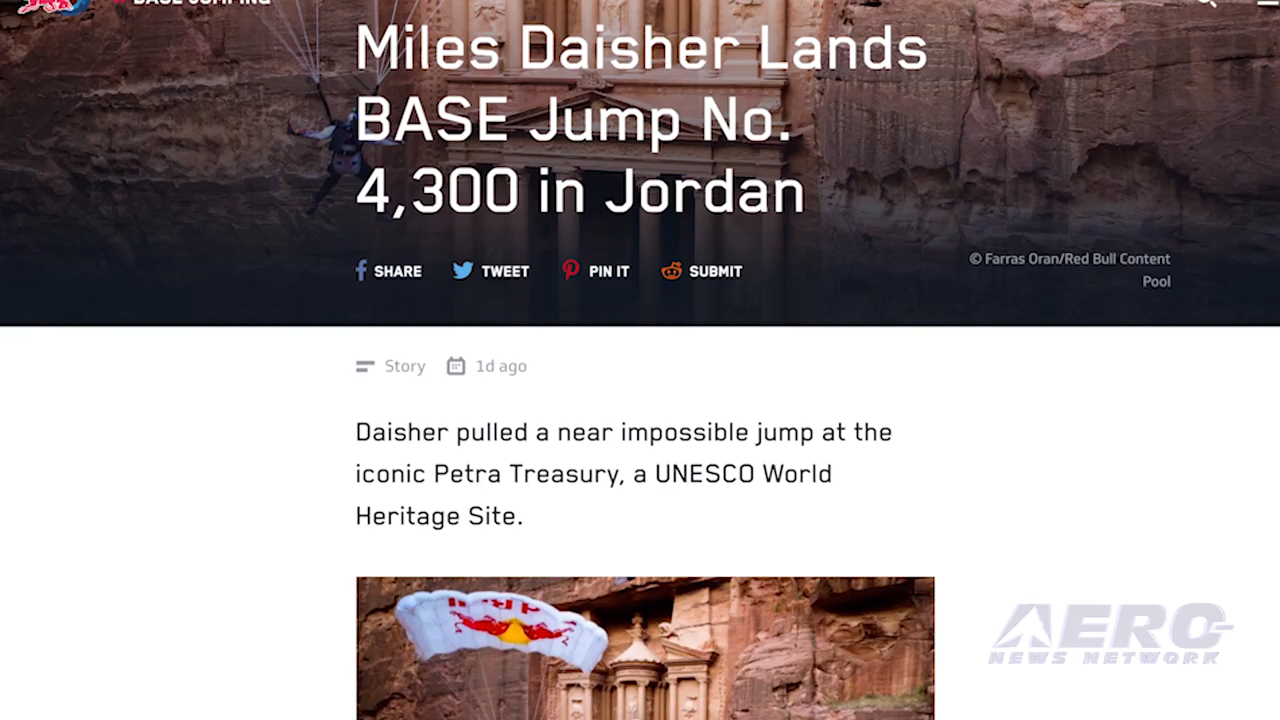 BASE JUMPING
Miles Daisher Lands
BASE Jump No.
4,300 in Jordan
SHARE
TWEET
PIN IT
SUBMIT
© Farras Oran/Red Bull Content
Pool
Story
1d ago
Daisher pulled a near impossible jump at the
iconic Petra Treasury, a UNESCO World
Heritage Site.
AERO
NEWS NETWORK